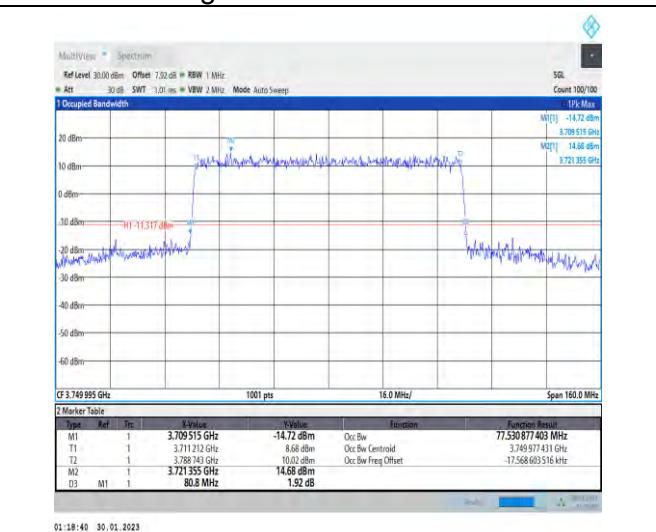 MultiView Spectrum
Ref Level 30.00 dBm Offset 7.92 dB RBW 1 MHz SGL
Att 30 dB SWT 1.01 ms VBW 2 MHz Mode Auto Sweep Count 100/100
1 Occupied Bandwidth 1Pk Max
M1[1] -14.72 dBm
3.709 515 GHz
M2[1] 14.68 dBm
3.721 355 GHz
20 dBm
10 dBm
0 dBm
-10 dBm
H1 -11.317 dBm
-20 dBm
-30 dBm
-40 dBm
-50 dBm
-60 dBm
CF 3.749 995 GHz 1001 pts 16.0 MHz/ Span 160.0 MHz
2 Marker Table
Type Ref Trc X-Value Y-Value Function Function Result
M1 1 3.709 515 GHz -14.72 dBm Occ Bw 77.530 877 403 MHz
T1 1 3.711 212 GHz 8.68 dBm Occ Bw Centroid 3.749 977 431 GHz
T2 1 3.788 743 GHz 10.02 dBm Occ Bw Freq Offset -17.568 603 516 kHz
M2 1 3.721 355 GHz 14.68 dBm
D3 M1 1 80.8 MHz 1.92 dB
01:18:40 30.01.2023